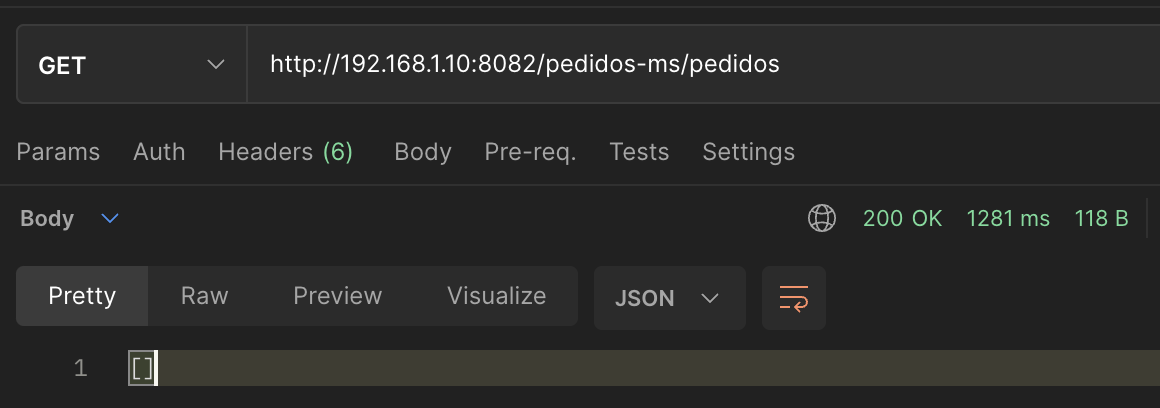 GET http://192.168.1.10:8082/pedidos-ms/pedidos
Params Auth Headers (6) Body Pre-req. Tests Settings
Body 200 OK 1281 ms 118 B
Pretty Raw Preview Visualize JSON
1 []